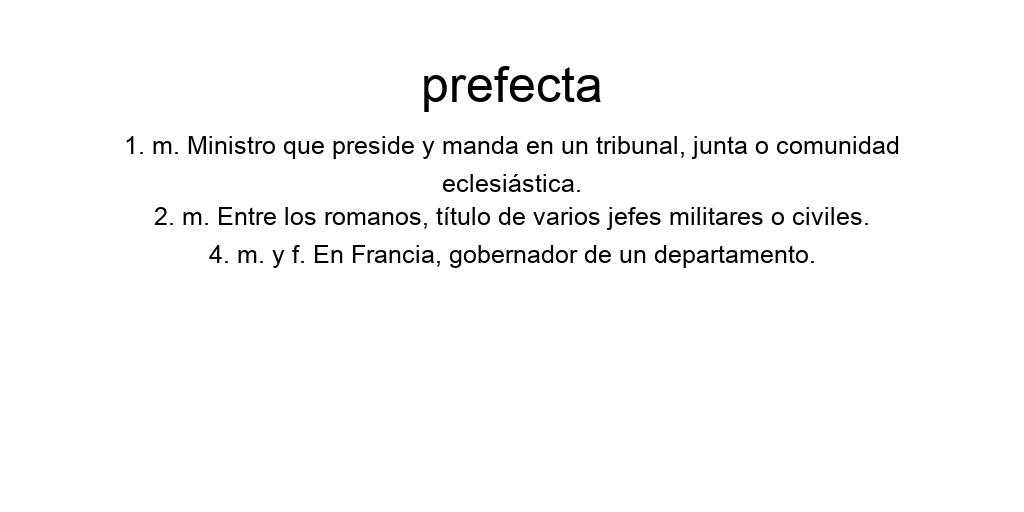 prefecta
1. m. Ministro que preside y manda en un tribunal, junta o comunidad
eclesiástica.
2. m. Entre los romanos, título de varios jefes militares o civiles.
4. m. y f. En Francia, gobernador de un departamento.